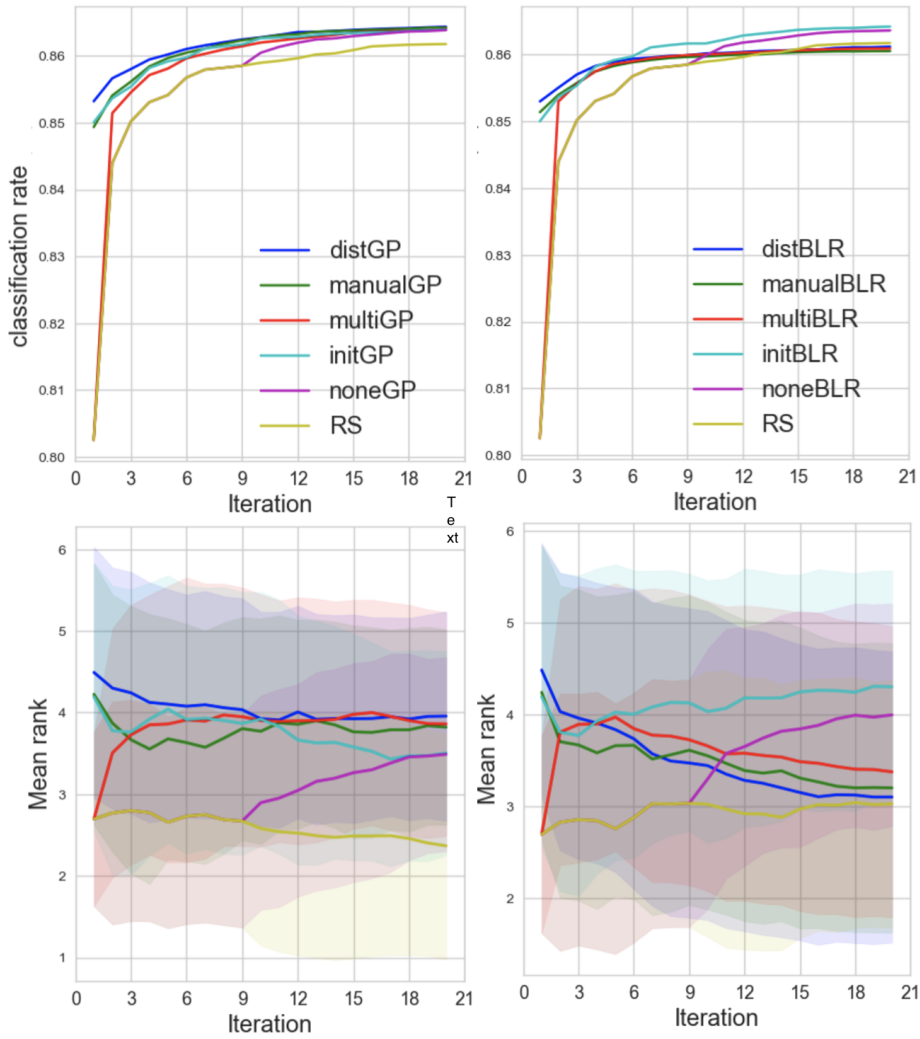 0.86
0.85
0.84
0.83
0.82
0.81
0.80
classification rate
distGP
manualGP
multiGP
initGP
noneGP
RS
0 3 6 9 12 15 18 21
Iteration
0.86
0.85
0.84
0.83
0.82
0.81
0.80
distBLR
manualBLR
multiBLR
initBLR
noneBLR
RS
0 3 6 9 12 15 18 21
Iteration
T
e
xt
6
5
4
3
2
1
Mean rank
0 3 6 9 12 15 18 21
Iteration
6
5
4
3
2
Mean rank
0 3 6 9 12 15 18 21
Iteration